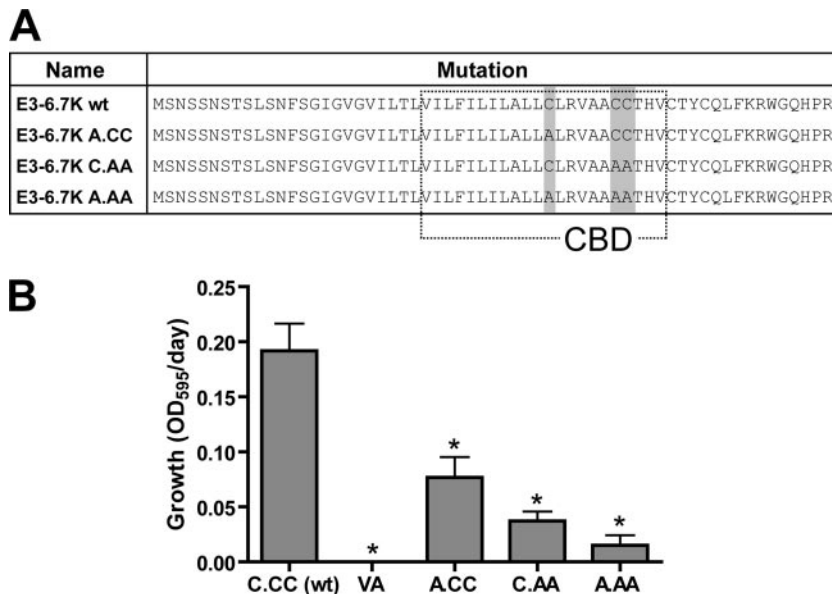 A
Name Mutation
E3-6.7K wt MSNSSNSTSLSNFSGIGVGVILTLVILFILILALLCLRVAACCTHVCTYCQLFKRWGQHPR
E3-6.7K A.CC MSNSSNSTSLSNFSGIGVGVILTLVILFILILALLALRVAACCTHVCTYCQLFKRWGQHPR
E3-6.7K C.AA MSNSSNSTSLSNFSGIGVGVILTLVILFILILALLCLRVAAAATHVCTYCQLFKRWGQHPR
E3-6.7K A.AA MSNSSNSTSLSNFSGIGVGVILTLVILFILILALLALRVAAAATHVCTYCQLFKRWGQHPR
CBD
B
Growth (OD595/day)
0.25
0.20
0.15
0.10
0.05
0.00
* * * *
C.CC (wt) VA A.CC C.AA A.AA